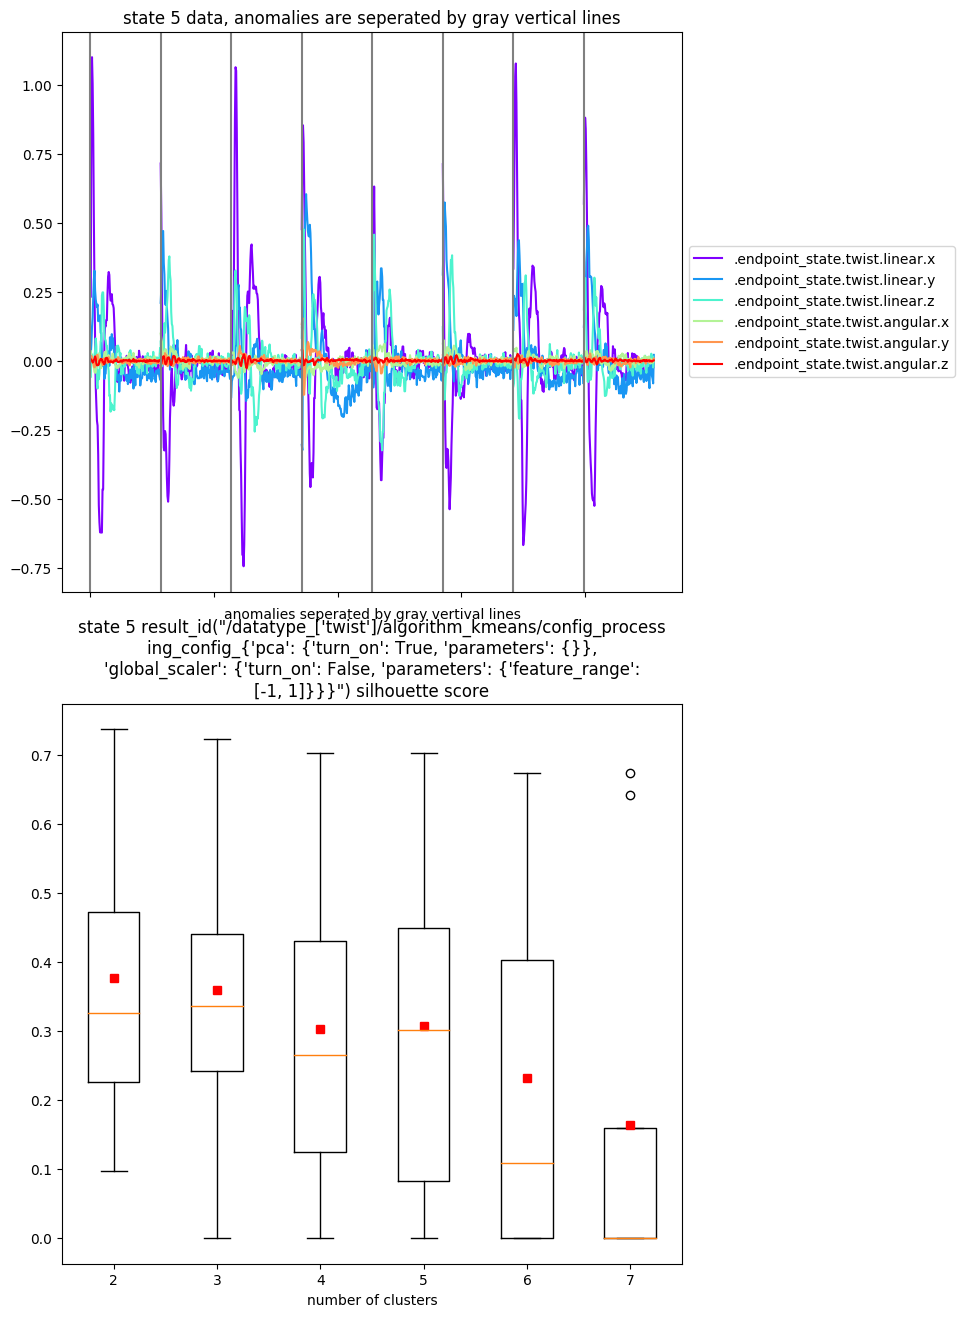 state 5 data, anomalies are seperated by gray vertical lines
1.00
0.75
0.50
0.25
0.00
−0.25
−0.50
−0.75
.endpoint_state.twist.linear.x
.endpoint_state.twist.linear.y
.endpoint_state.twist.linear.z
.endpoint_state.twist.angular.x
.endpoint_state.twist.angular.y
.endpoint_state.twist.angular.z
anomalies seperated by gray vertival lines
state 5 result_id("/datatype_['twist']/algorithm_kmeans/config_process
ing_config_{'pca': {'turn_on': True, 'parameters': {}},
'global_scaler': {'turn_on': False, 'parameters': {'feature_range':
[-1, 1]}}}") silhouette score
0.7
0.6
0.5
0.4
0.3
0.2
0.1
0.0
2 3 4 5 6 7
number of clusters